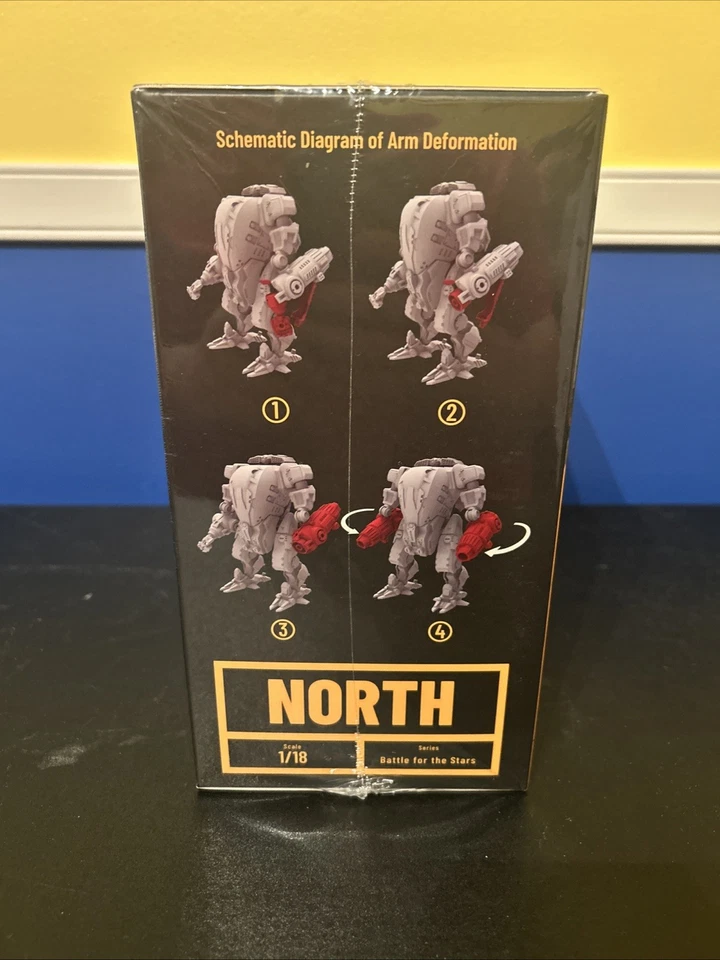 Schematic Diagram of Arm Deformation
①
②
③
④
NORTH
Scale
1/18
Series
Battle for the Stars